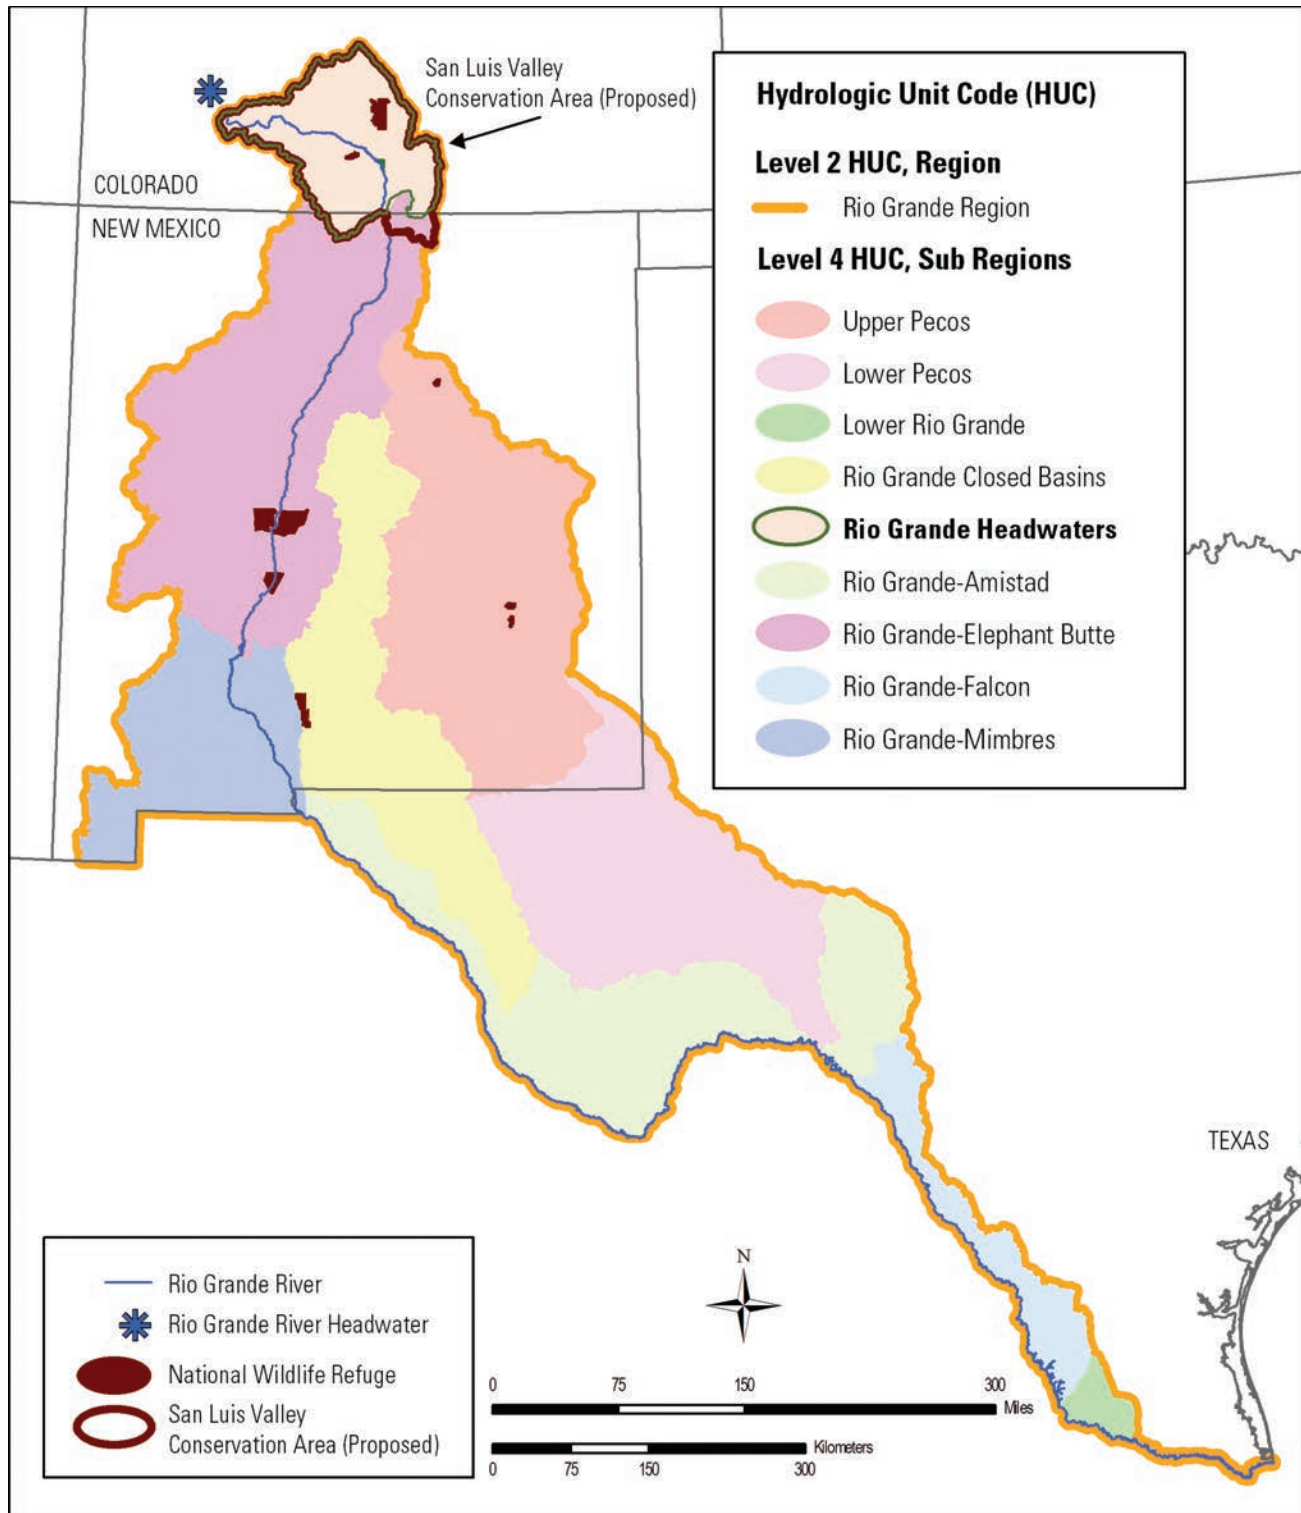 San Luis Valley
Conservation Area (Proposed)
COLORADO
NEW MEXICO
Hydrologic Unit Code (HUC)
Level 2 HUC, Region
Rio Grande Region
Level 4 HUC, Sub Regions
Upper Pecos
Lower Pecos
Lower Rio Grande
Rio Grande Closed Basins
Rio Grande Headwaters
Rio Grande-Amistad
Rio Grande-Elephant Butte
Rio Grande-Falcon
Rio Grande-Mimbres
TEXAS
Rio Grande River
Rio Grande River Headwater
National Wildlife Refuge
San Luis Valley
Conservation Area (Proposed)
N
0 75 150 300
Miles
Kilometers
0 75 150 300